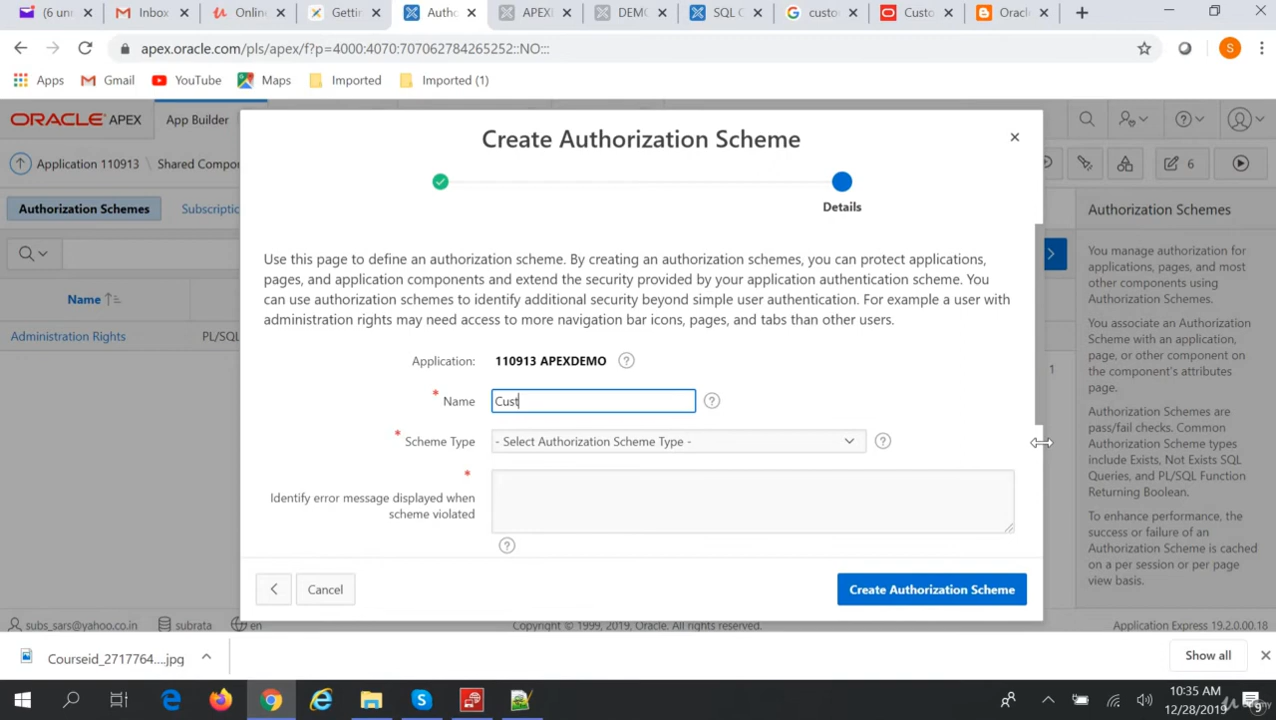 (6 un
Inbox
Onlin
Gettir
Autho
APEX
DEMO
SQL C
custo
Custo
Oracl
apex.oracle.com/pls/apex/f?p=4000:4070:707062784265252::NO:::
S
Apps
Gmail
YouTube
Maps
Imported
Imported (1)
ORACLE APEX
App Builder
Application 110913 \ Shared Compo
6
Authorization Schemes
Subscriptic
Name
Administration Rights
PL/SQL
1
Create Authorization Scheme
Details
Use this page to define an authorization scheme. By creating an authorization schemes, you can protect applications,
pages, and application components and extend the security provided by your application authentication scheme. You
can use authorization schemes to identify additional security beyond simple user authentication. For example a user with
administration rights may need access to more navigation bar icons, pages, and tabs than other users.
Application:
110913 APEXDEMO
* Name
Cust
* Scheme Type
- Select Authorization Scheme Type -
*
Identify error message displayed when
scheme violated
Cancel
Create Authorization Scheme
Authorization Schemes
You manage authorization for
applications, pages, and most
other components using
Authorization Schemes.
You associate an Authorization
Scheme with an application,
page, or other component on
the component's attributes
page.
Authorization Schemes are
pass/fail checks. Common
Authorization Scheme types
include Exists, Not Exists SQL
Queries, and PL/SQL Function
Returning Boolean.
To enhance performance, the
success or failure of an
Authorization Scheme is cached
on a per session or per page
view basis.
subs_sars@yahoo.co.in
subrata
en
Copyright © 1999, 2019, Oracle. All rights reserved.
Application Express 19.2.0.00.18
Courseid_2717764....jpg
Show all
10:35 AM
12/28/2019